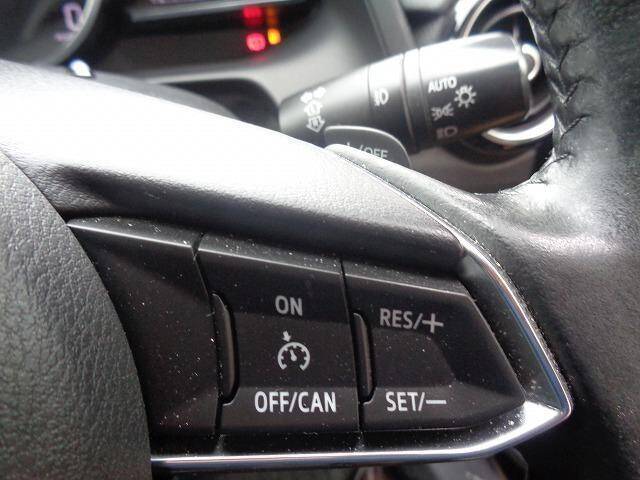 AUTO
/OFF
ON
OFF/CAN
RES/+
SET/−